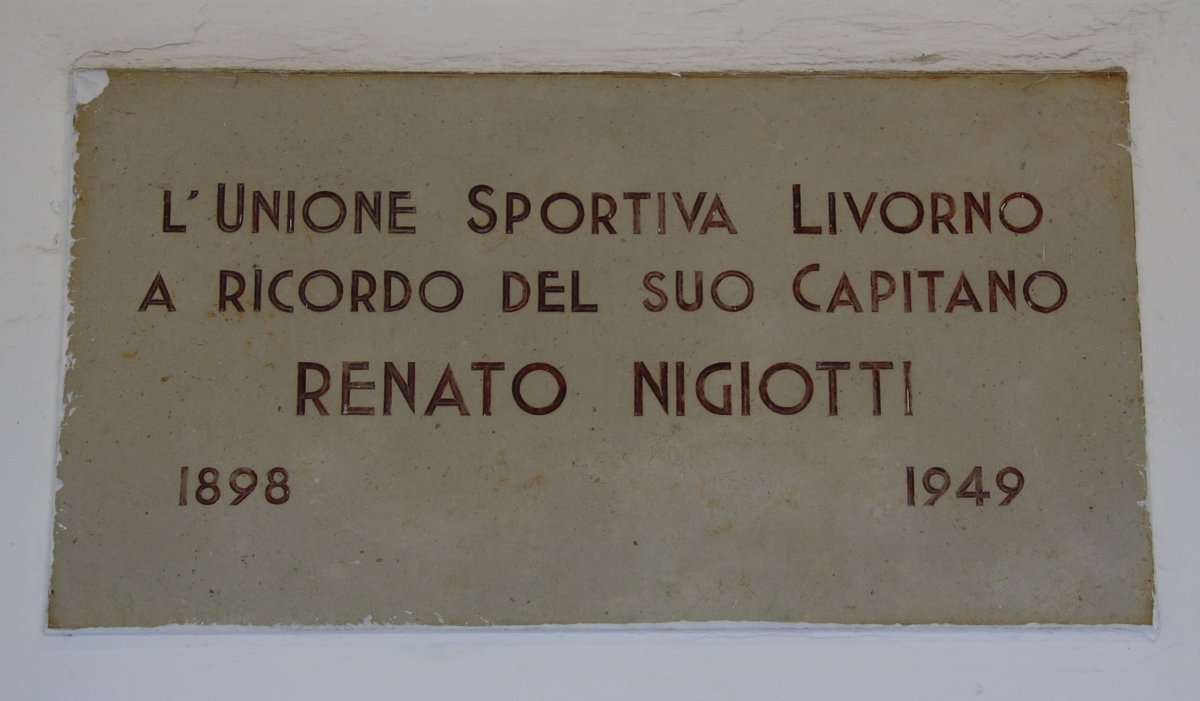 L'Unione Sportiva Livorno
a ricordo del suo Capitano
RENATO NIGIOTTI
1898 1949